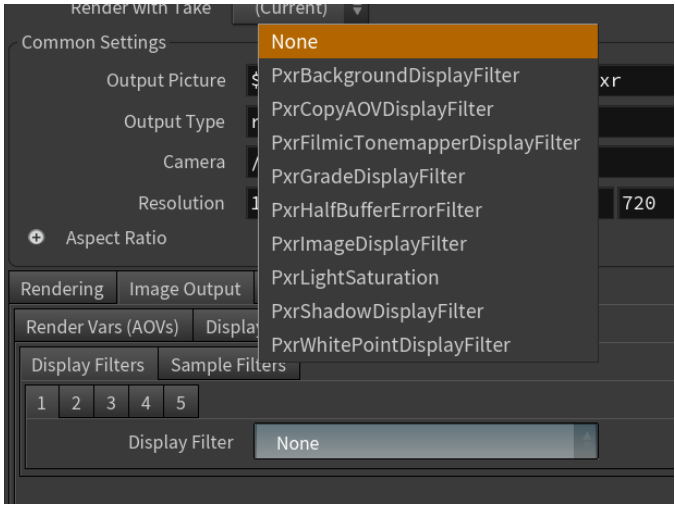 Render with Take (Current)
Common Settings
None
Output Picture $ xr
PxrBackgroundDisplayFilter
PxrCopyAOVDisplayFilter
Output Type
PxrFilmicTonemapperDisplayFilter
Camera /
PxrGradeDisplayFilter
Resolution 1 720
PxrHalfBufferErrorFilter
Aspect Ratio
PxrImageDisplayFilter
PxrLightSaturation
Rendering Image Output
PxrShadowDisplayFilter
Render Vars (AOVs) Displa
PxrWhitePointDisplayFilter
Display Filters Sample Filters
1 2 3 4 5
Display Filter None